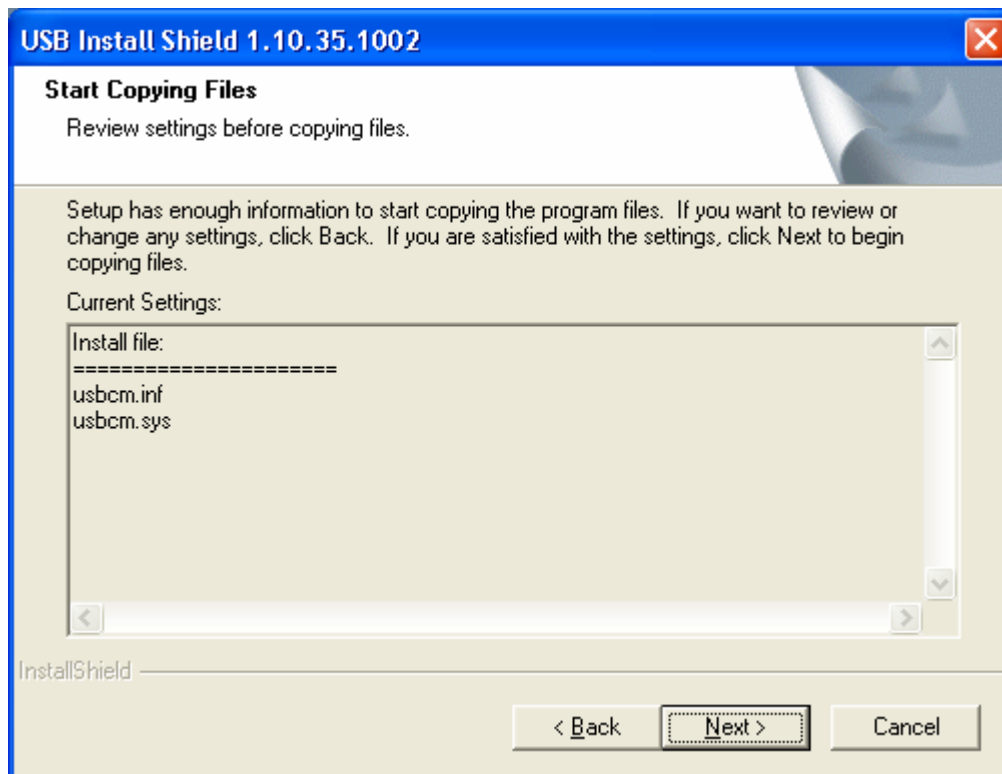 USB Install Shield 1.10.35.1002
Start Copying Files
Review settings before copying files.
Setup has enough information to start copying the program files.  If you want to review or
change any settings, click Back.  If you are satisfied with the settings, click Next to begin
copying files.
Current Settings:
Install file:
======================
usbcm.inf
usbcm.sys
InstallShield
< Back
Next >
Cancel